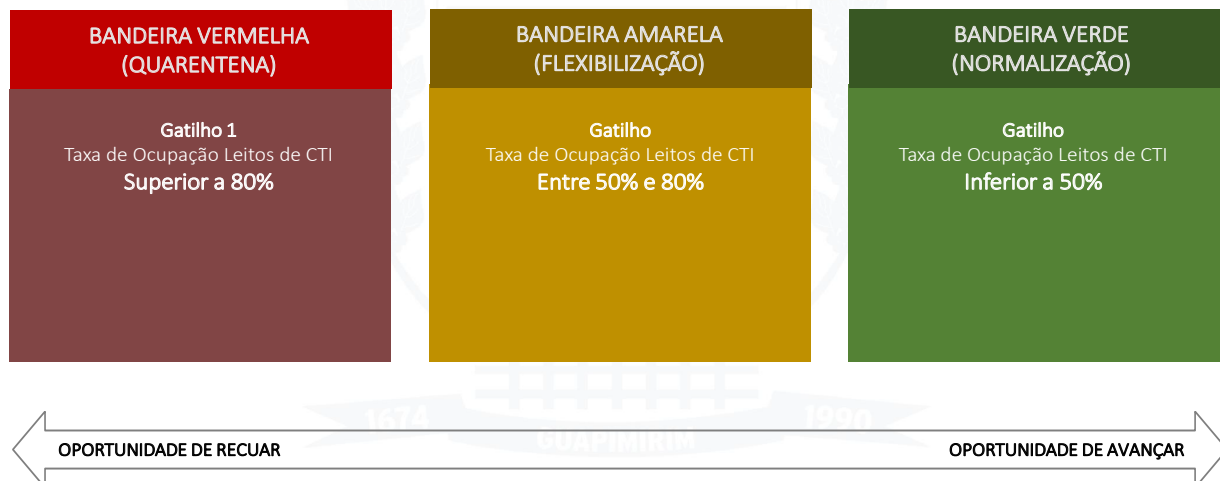 BANDEIRA VERMELHA
(QUARENTENA)
Gatilho 1
Taxa de Ocupação Leitos de CTI
Superior a 80%
BANDEIRA AMARELA
(FLEXIBILIZAÇÃO)
Gatilho
Taxa de Ocupação Leitos de CTI
Entre 50% e 80%
BANDEIRA VERDE
(NORMALIZAÇÃO)
Gatilho
Taxa de Ocupação Leitos de CTI
Inferior a 50%
1674
GUAPIMIRIM
1990
OPORTUNIDADE DE RECUAR
OPORTUNIDADE DE AVANÇAR